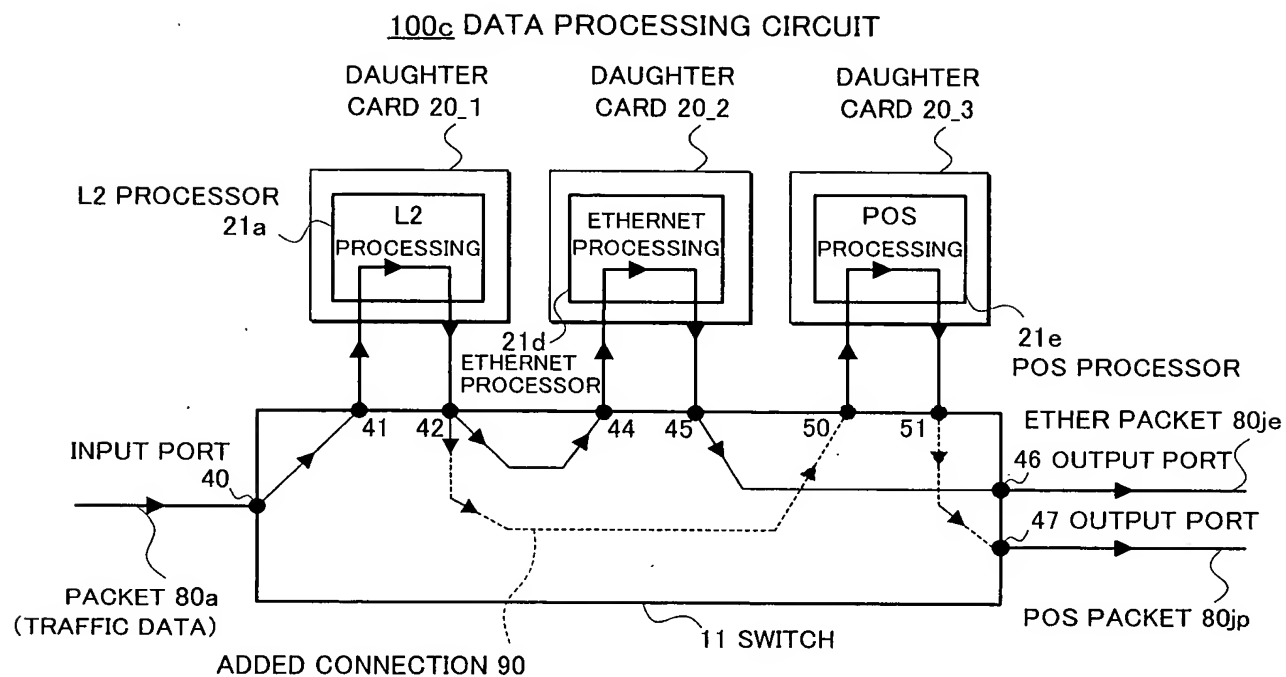 100c DATA PROCESSING CIRCUIT
DAUGHTER
CARD 20_1
DAUGHTER
CARD 20_2
DAUGHTER
CARD 20_3
L2 PROCESSOR
21a
L2
PROCESSING
ETHERNET
PROCESSING
POS
PROCESSING
21d
ETHERNET
PROCESSOR
21e
POS PROCESSOR
INPUT PORT
40
41
42
44
45
50
51
ETHER PACKET 80je
46 OUTPUT PORT
47 OUTPUT PORT
PACKET 80a
(TRAFFIC DATA)
11 SWITCH
POS PACKET 80jp
ADDED CONNECTION 90